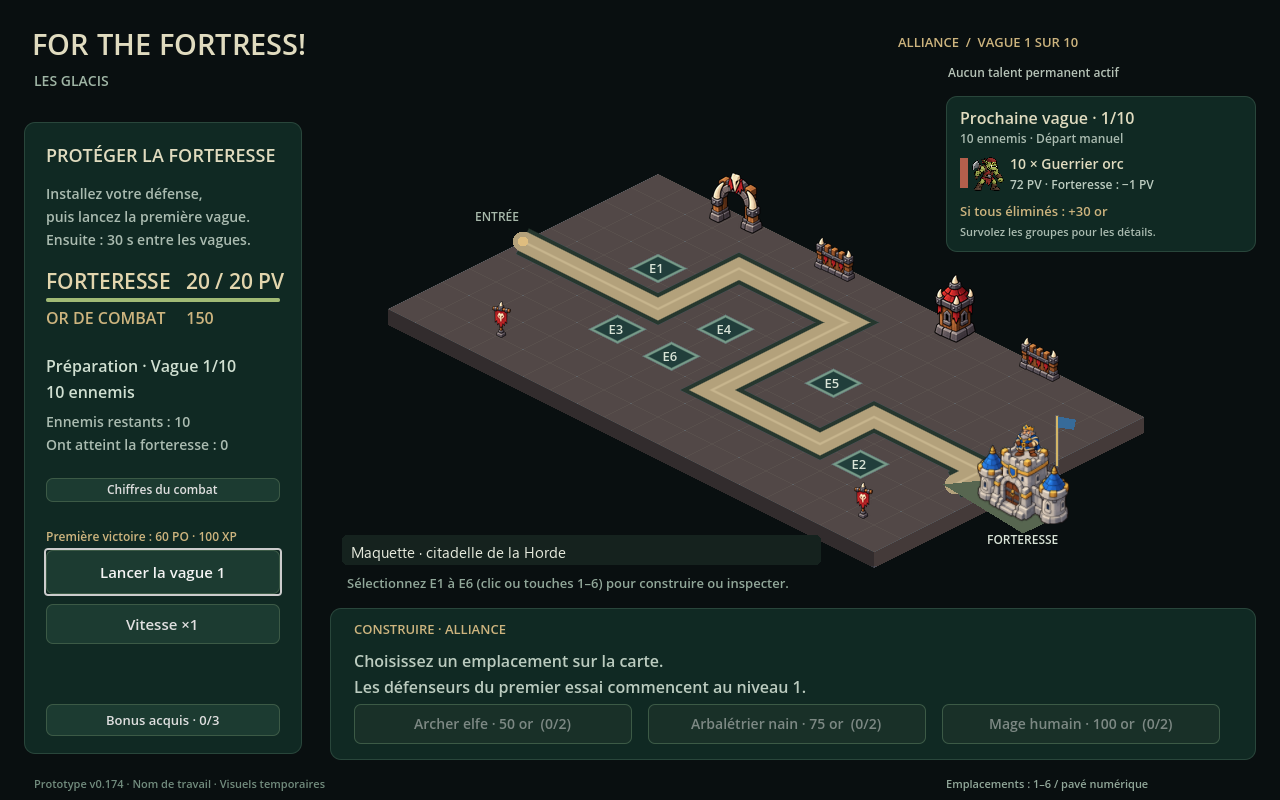 FOR THE FORTRESS!
LES GLACIS
ALLIANCE / VAGUE 1 SUR 10
Aucun talent permanent actif
Prochaine vague · 1/10
10 ennemis · Départ manuel
10 × Guerrier orc
72 PV · Forteresse : −1 PV
Si tous éliminés : +30 or
Survolez les groupes pour les détails.
PROTÉGER LA FORTERESSE
Installez votre défense,
puis lancez la première vague.
Ensuite : 30 s entre les vagues.
FORTERESSE 20 / 20 PV
OR DE COMBAT 150
Préparation · Vague 1/10
10 ennemis
Ennemis restants : 10
Ont atteint la forteresse : 0
Chiffres du combat
Première victoire : 60 PO · 100 XP
Lancer la vague 1
Vitesse ×1
Bonus acquis · 0/3
ENTRÉE
E1
E3
E4
E6
E5
E2
FORTERESSE
Maquette · citadelle de la Horde
Sélectionnez E1 à E6 (clic ou touches 1–6) pour construire ou inspecter.
CONSTRUIRE · ALLIANCE
Choisissez un emplacement sur la carte.
Les défenseurs du premier essai commencent au niveau 1.
Archer elfe · 50 or (0/2)
Arbalétrier nain · 75 or (0/2)
Mage humain · 100 or (0/2)
Prototype v0.174 · Nom de travail · Visuels temporaires
Emplacements : 1–6 / pavé numérique